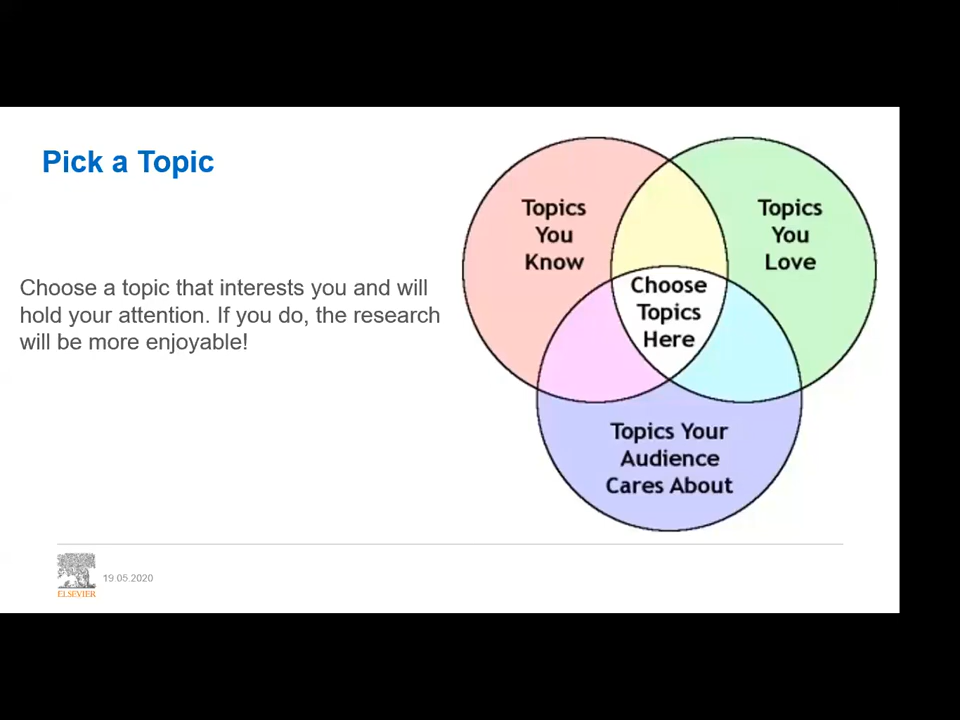 Pick a Topic
Choose a topic that interests you and will
hold your attention. If you do, the research
will be more enjoyable!
Topics
You
Know
Topics
You
Love
Choose
Topics
Here
Topics Your
Audience
Cares About
ELSEVIER
19 05.2020